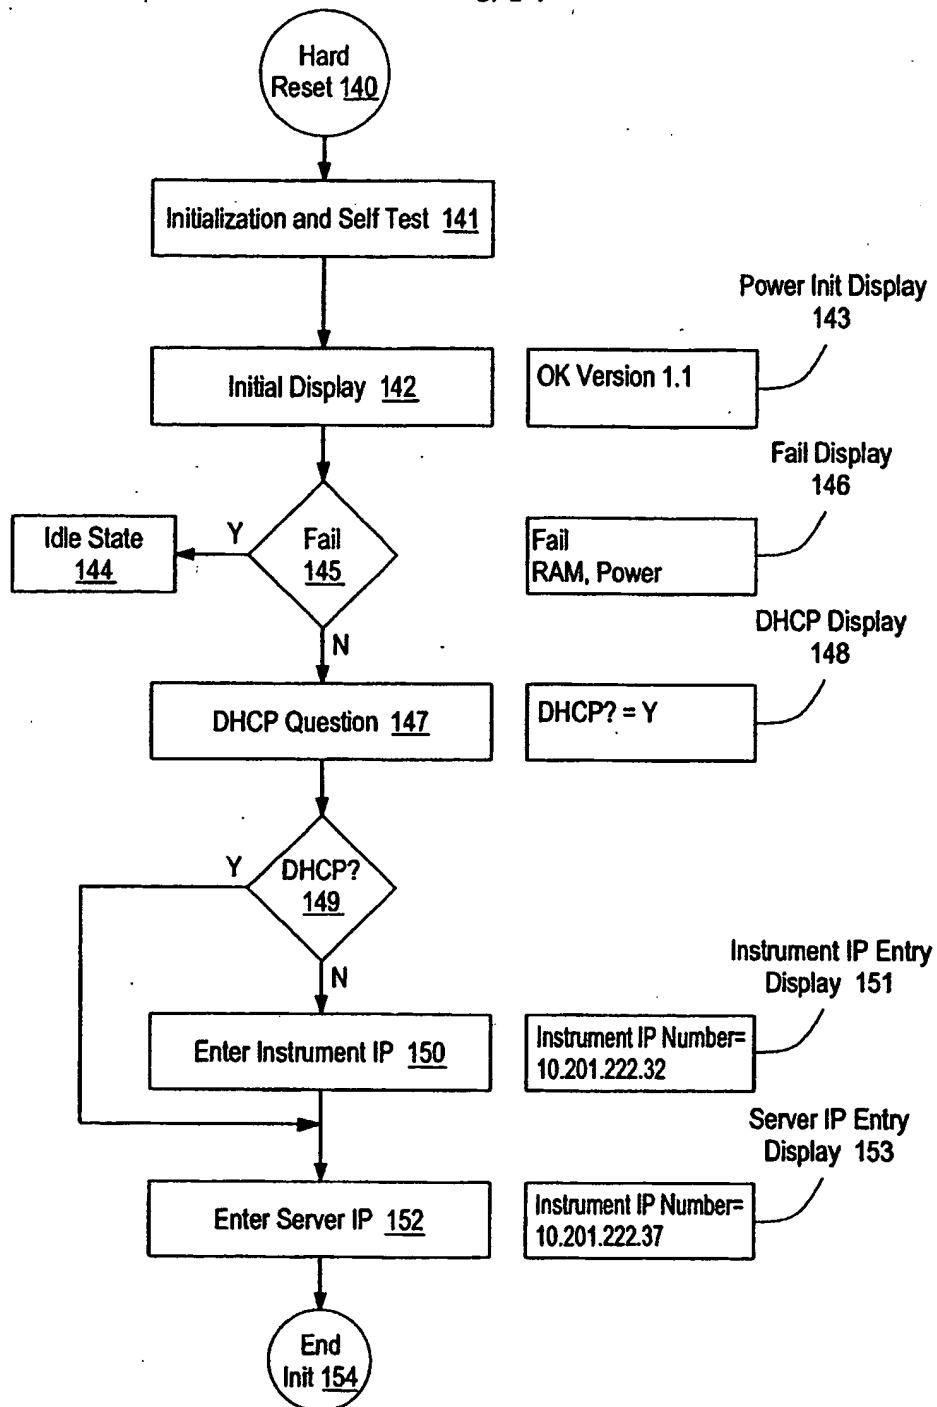 Hard
Reset 140
Initialization and Self Test 141
Power Init Display
143
Initial Display 142
OK Version 1.1
Fail Display
146
Idle State
144
Y
Fail
145
Fail
RAM, Power
N
DHCP Display
148
DHCP Question 147
DHCP? = Y
Y
DHCP?
149
N
Instrument IP Entry
Display 151
Enter Instrument IP 150
Instrument IP Number=
10.201.222.32
Server IP Entry
Display 153
Enter Server IP 152
Instrument IP Number=
10.201.222.37
End
Init 154